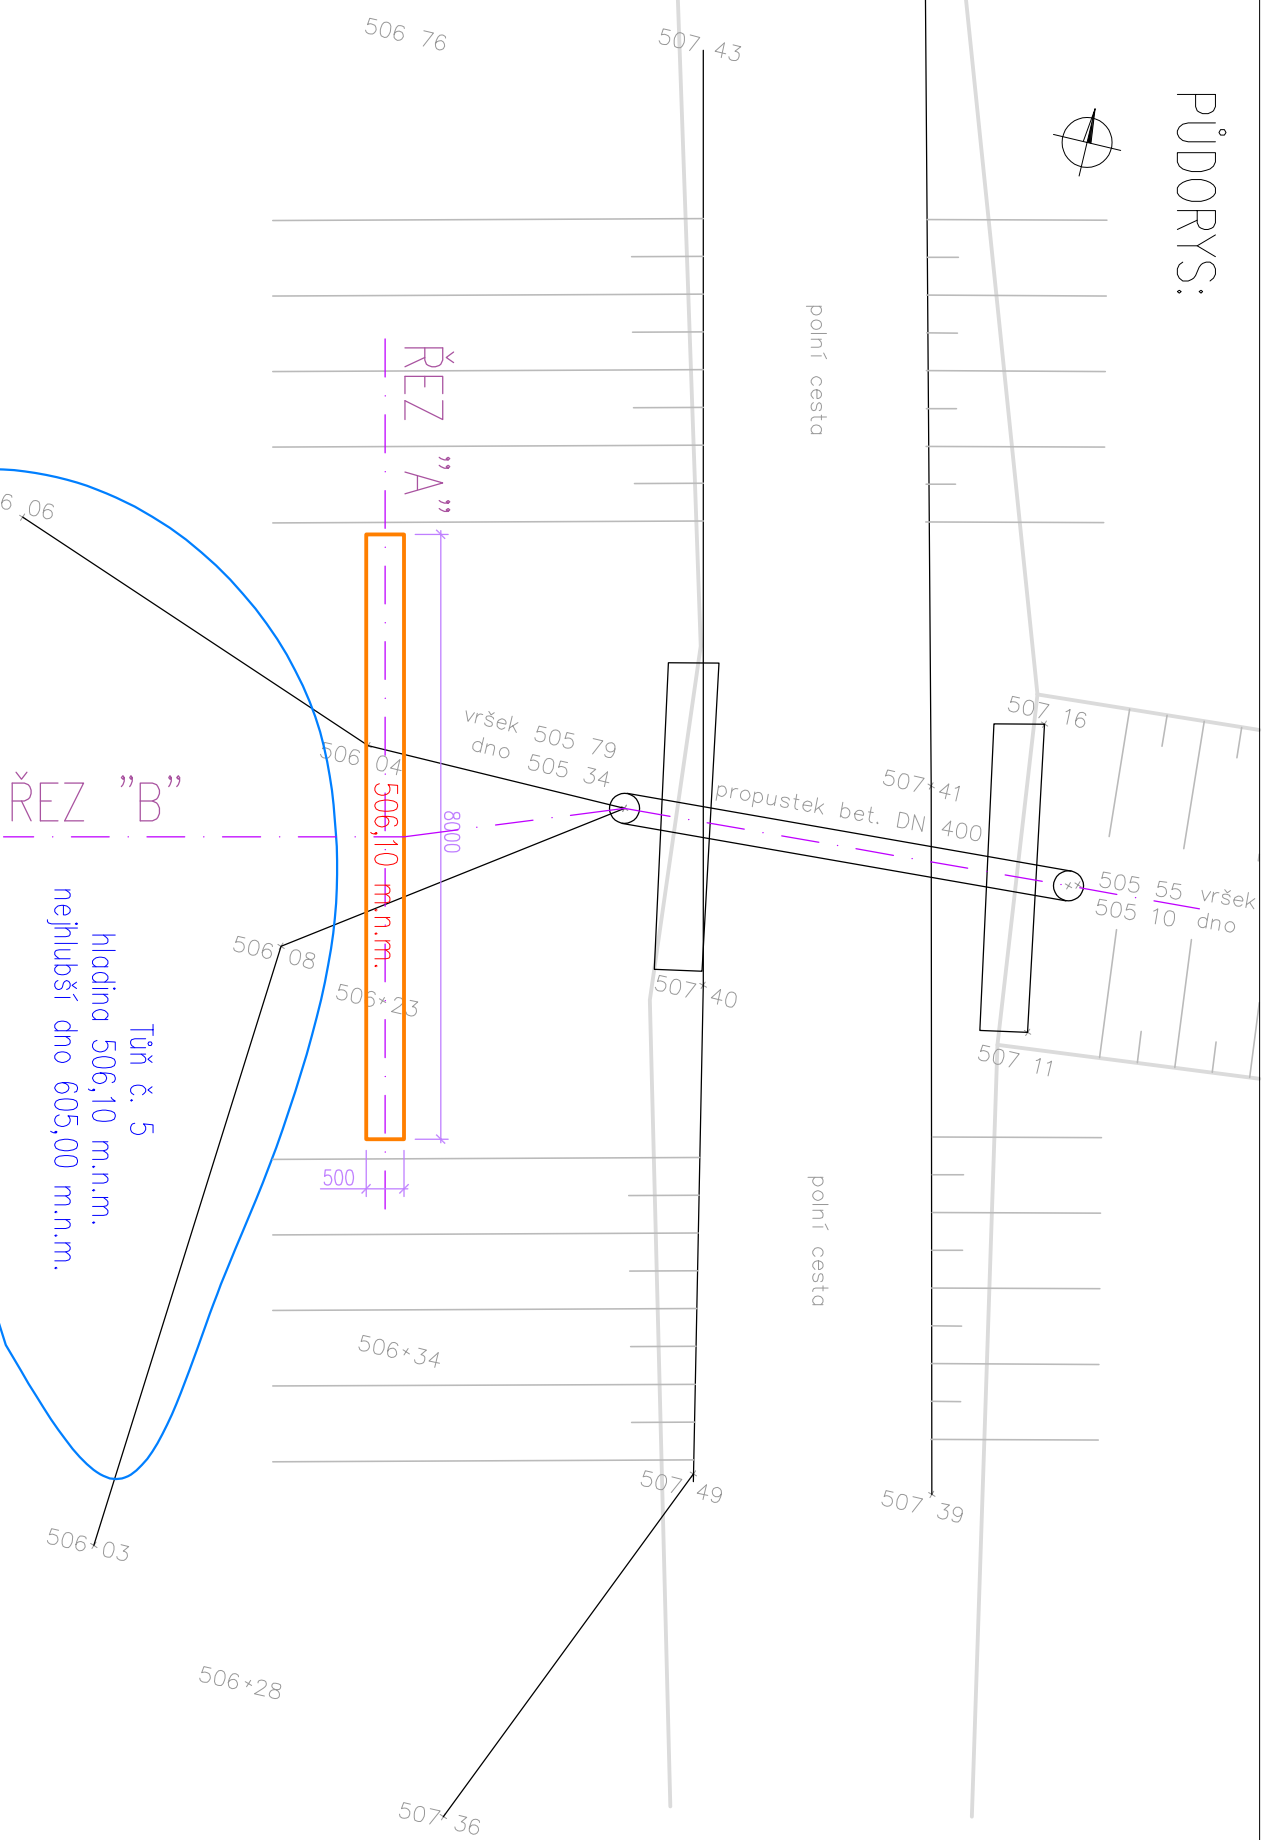 PŮDORYS:
506 76
507 43
polní cesta
ŘEZ "A"
6 06
507 16
vršek 505 79
dno 505 34
506 04
507 41
propustek bet. DN 400
ŘEZ "B"
506,10 m.n.m.
8000
505 55 vršek
505 10 dno
506 08
506 23
507 40
507 11
Tůň č. 5
hladina 506,10 m.n.m.
nejhlubší dno 605,00 m.n.m.
500
polní cesta
506 34
507 49
507 39
506 03
506 28
507 36